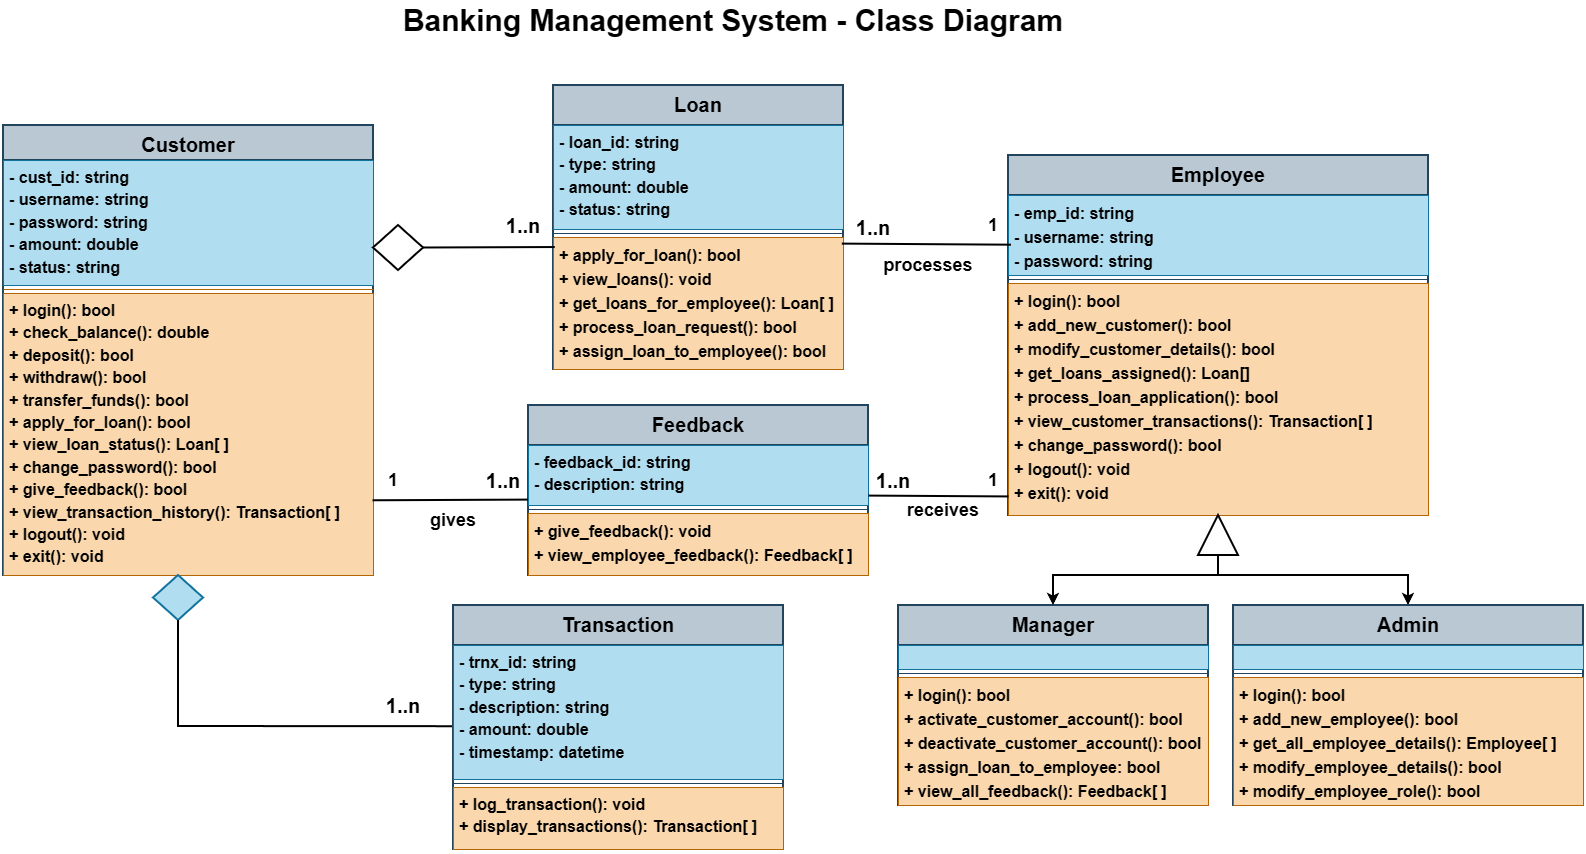 Banking Management System - Class Diagram
Customer
- cust_id: string
- username: string
- password: string
- amount: double
- status: string
+ login(): bool
+ check_balance(): double
+ deposit(): bool
+ withdraw(): bool
+ transfer_funds(): bool
+ apply_for_loan(): bool
+ view_loan_status(): Loan[ ]
+ change_password(): bool
+ give_feedback(): bool
+ view_transaction_history(): Transaction[ ]
+ logout(): void
+ exit(): void
1..n
Loan
- loan_id: string
- type: string
- amount: double
- status: string
+ apply_for_loan(): bool
+ view_loans(): void
+ get_loans_for_employee(): Loan[ ]
+ process_loan_request(): bool
+ assign_loan_to_employee(): bool
1..n
1
processes
Employee
- emp_id: string
- username: string
- password: string
+ login(): bool
+ add_new_customer(): bool
+ modify_customer_details(): bool
+ get_loans_assigned(): Loan[]
+ process_loan_application(): bool
+ view_customer_transactions(): Transaction[ ]
+ change_password(): bool
+ logout(): void
+ exit(): void
1
1..n
gives
Feedback
- feedback_id: string
- description: string
+ give_feedback(): void
+ view_employee_feedback(): Feedback[ ]
1..n
1
receives
1..n
Transaction
- trnx_id: string
- type: string
- description: string
- amount: double
- timestamp: datetime
+ log_transaction(): void
+ display_transactions(): Transaction[ ]
Manager
+ login(): bool
+ activate_customer_account(): bool
+ deactivate_customer_account(): bool
+ assign_loan_to_employee: bool
+ view_all_feedback(): Feedback[ ]
Admin
+ login(): bool
+ add_new_employee(): bool
+ get_all_employee_details(): Employee[ ]
+ modify_employee_details(): bool
+ modify_employee_role(): bool